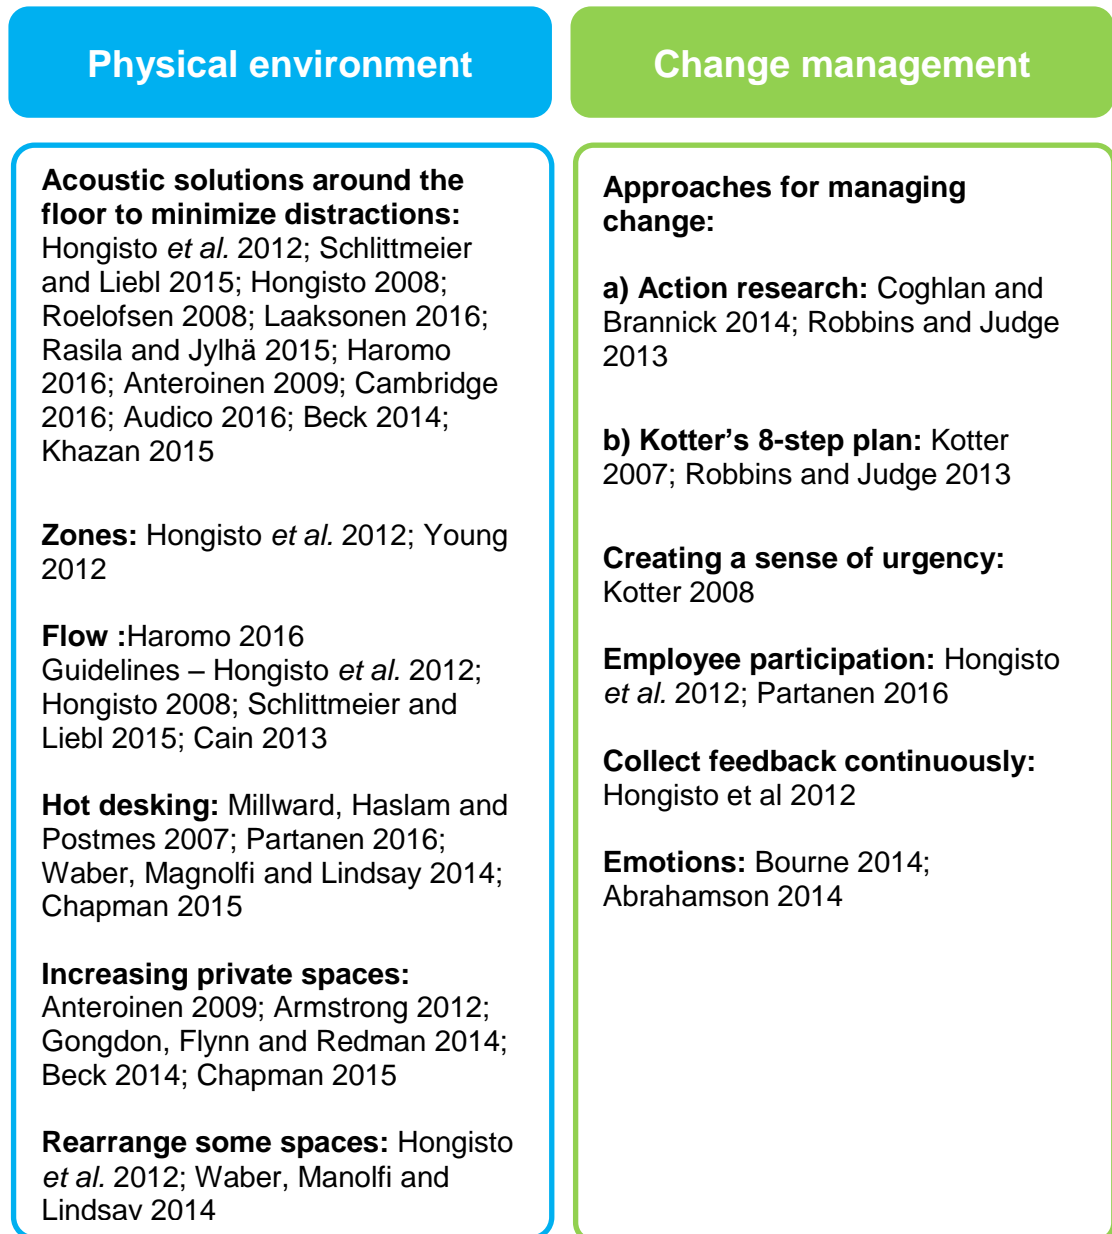 Physical environment
Acoustic solutions around the
floor to minimize distractions:
Hongisto et al. 2012; Schlittmeier
and Liebl 2015; Hongisto 2008;
Roelofsen 2008; Laaksonen 2016;
Rasila and Jylhä 2015; Haromo
2016; Anteroinen 2009; Cambridge
2016; Audico 2016; Beck 2014;
Khazan 2015
Zones: Hongisto et al. 2012; Young
2012
Flow :Haromo 2016
Guidelines – Hongisto et al. 2012;
Hongisto 2008; Schlittmeier and
Liebl 2015; Cain 2013
Hot desking: Millward, Haslam and
Postmes 2007; Partanen 2016;
Waber, Magnolfi and Lindsay 2014;
Chapman 2015
Increasing private spaces:
Anteroinen 2009; Armstrong 2012;
Gongdon, Flynn and Redman 2014;
Beck 2014; Chapman 2015
Rearrange some spaces: Hongisto
et al. 2012; Waber, Manolfi and
Lindsay 2014
Change management
Approaches for managing
change:
a) Action research: Coghlan and
Brannick 2014; Robbins and Judge
2013
b) Kotter’s 8-step plan: Kotter
2007; Robbins and Judge 2013
Creating a sense of urgency:
Kotter 2008
Employee participation: Hongisto
et al. 2012; Partanen 2016
Collect feedback continuously:
Hongisto et al 2012
Emotions: Bourne 2014;
Abrahamson 2014